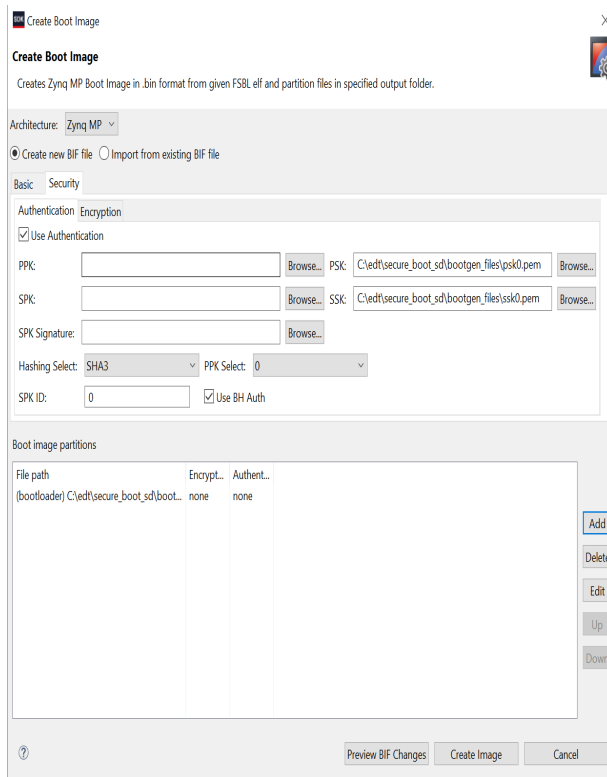 SDK Create Boot Image
Create Boot Image
Creates Zynq MP Boot Image in .bin format from given FSBL elf and partition files in specified output folder.
Architecture: Zynq MP
Create new BIF file Import from existing BIF file
Basic Security
Authentication Encryption
Use Authentication
PPK: Browse... PSK: C:\edt\secure_boot_sd\bootgen_files\psk0.pem Browse...
SPK: Browse... SSK: C:\edt\secure_boot_sd\bootgen_files\ssk0.pem Browse...
SPK Signature: Browse...
Hashing Select: SHA3 PPK Select: 0
SPK ID: 0 Use BH Auth
Boot image partitions
File path Encrypt... Authent...
(bootloader) C:\edt\secure_boot_sd\boot... none none
Add
Delete
Edit
Up
Down
? Preview BIF Changes Create Image Cancel